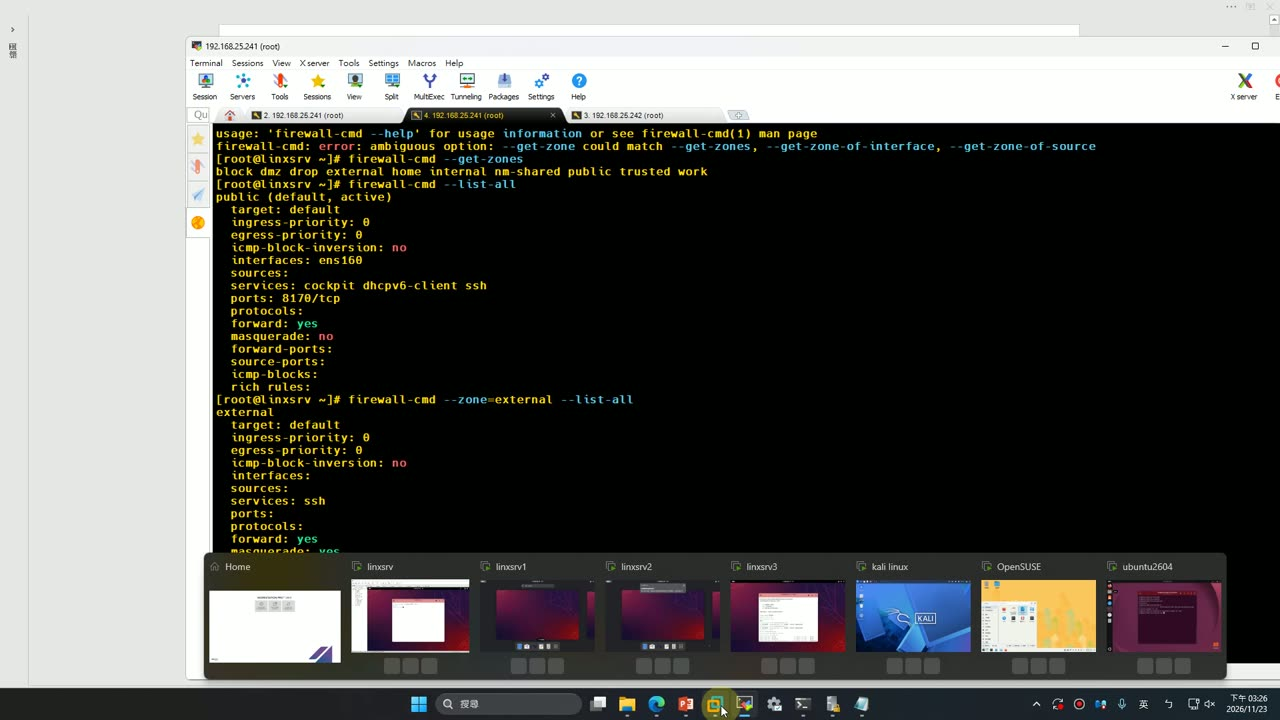 192.168.25.241 (root)
Terminal Sessions View X server Tools Settings Macros Help
Session Servers Tools Sessions View Split MultiExec Tunneling Packages Settings Help X server
Qu 2. 192.168.25.241 (root) 4. 192.168.25.241 (root) 3. 192.168.25.242 (root)
usage: 'firewall-cmd --help' for usage information or see firewall-cmd(1) man page
firewall-cmd: error: ambiguous option: --get-zone could match --get-zones, --get-zone-of-interface, --get-zone-of-source
[root@linxsrv ~]# firewall-cmd --get-zones
block dmz drop external home internal nm-shared public trusted work
[root@linxsrv ~]# firewall-cmd --list-all
public (default, active)
target: default
ingress-priority: 0
egress-priority: 0
icmp-block-inversion: no
interfaces: ens160
sources:
services: cockpit dhcpv6-client ssh
ports: 8170/tcp
protocols:
forward: yes
masquerade: no
forward-ports:
source-ports:
icmp-blocks:
rich rules:
[root@linxsrv ~]# firewall-cmd --zone=external --list-all
external
target: default
ingress-priority: 0
egress-priority: 0
icmp-block-inversion: no
interfaces:
sources:
services: ssh
ports:
protocols:
forward: yes
masquerade: yes
Home linxsrv linxsrv1 linxsrv2 linxsrv3 kali linux OpenSUSE ubuntu2604
KALI
搜尋
英
下午 03:26
2026/11/23